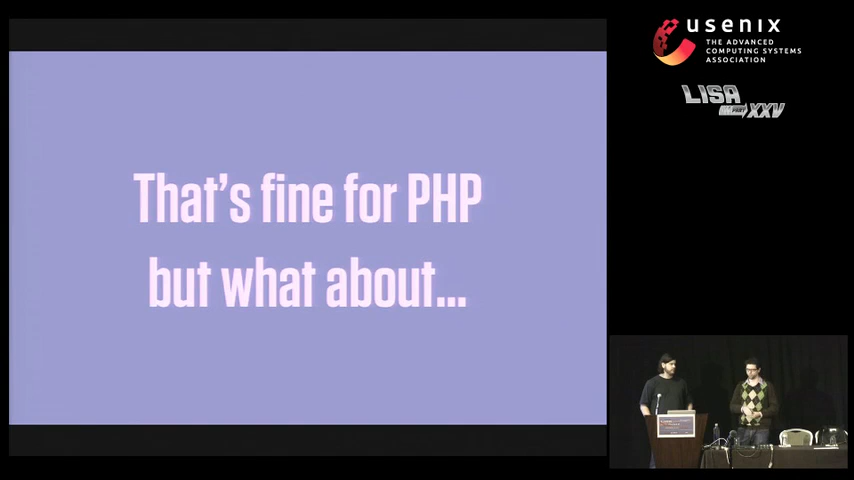 That's fine for PHP
but what about...
usenix
THE ADVANCED
COMPUTING SYSTEMS
ASSOCIATION
LISA
XXV